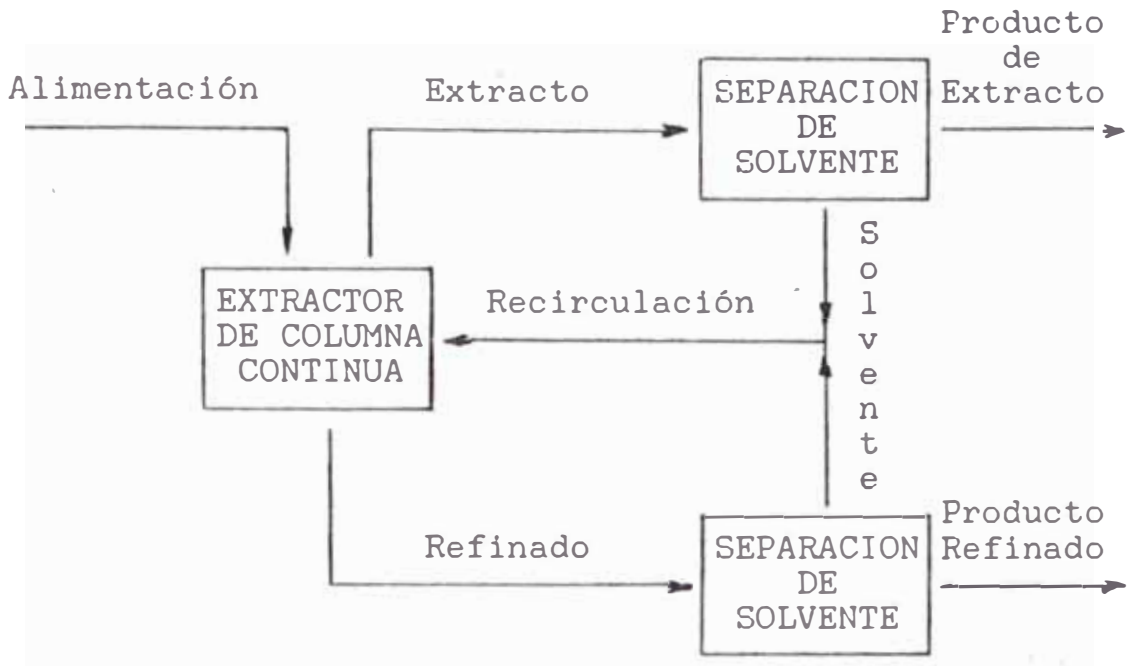 Producto
de
Extracto
Alimentación
Extracto
SEPARACION
DE
SOLVENTE
Solvente
EXTRACTOR
DE COLUMNA
CONTINUA
Recirculación
Refinado
SEPARACION
DE
SOLVENTE
Producto
Refinado